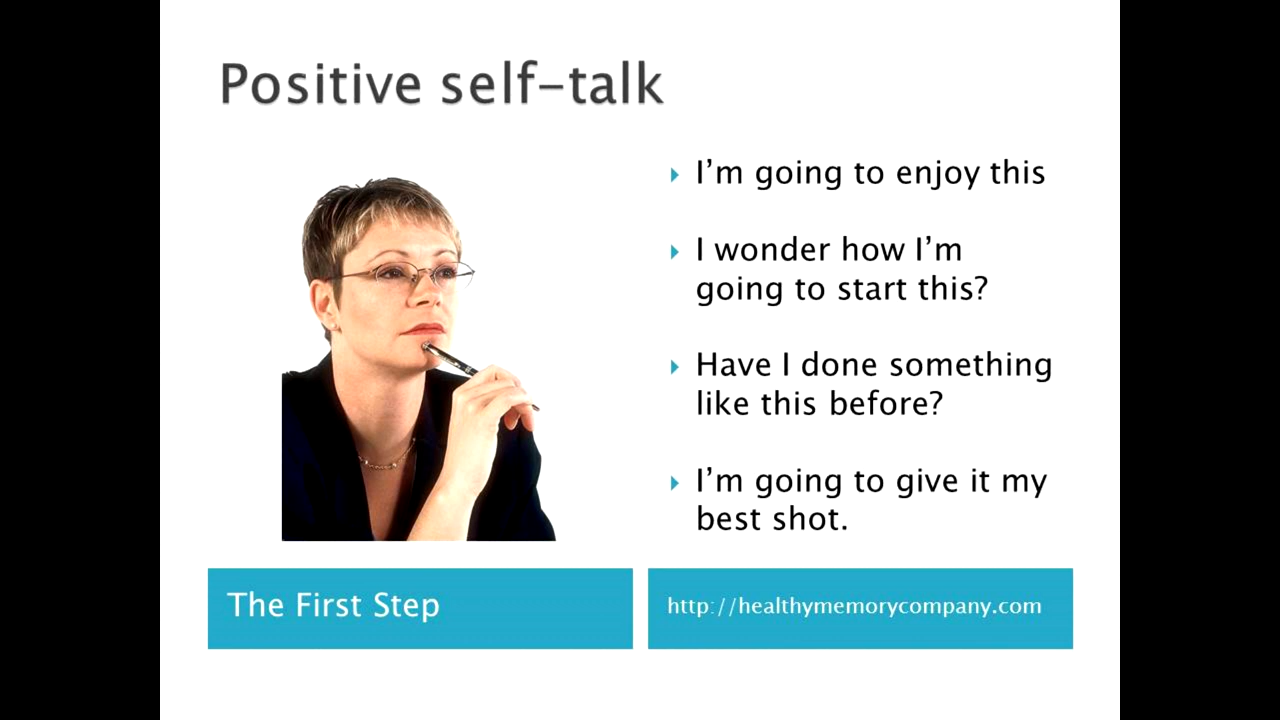 Positive self-talk
I'm going to enjoy this
I wonder how I'm
going to start this?
Have I done something
like this before?
I'm going to give it my
best shot.
The First Step
http://healthymemorycompany.com